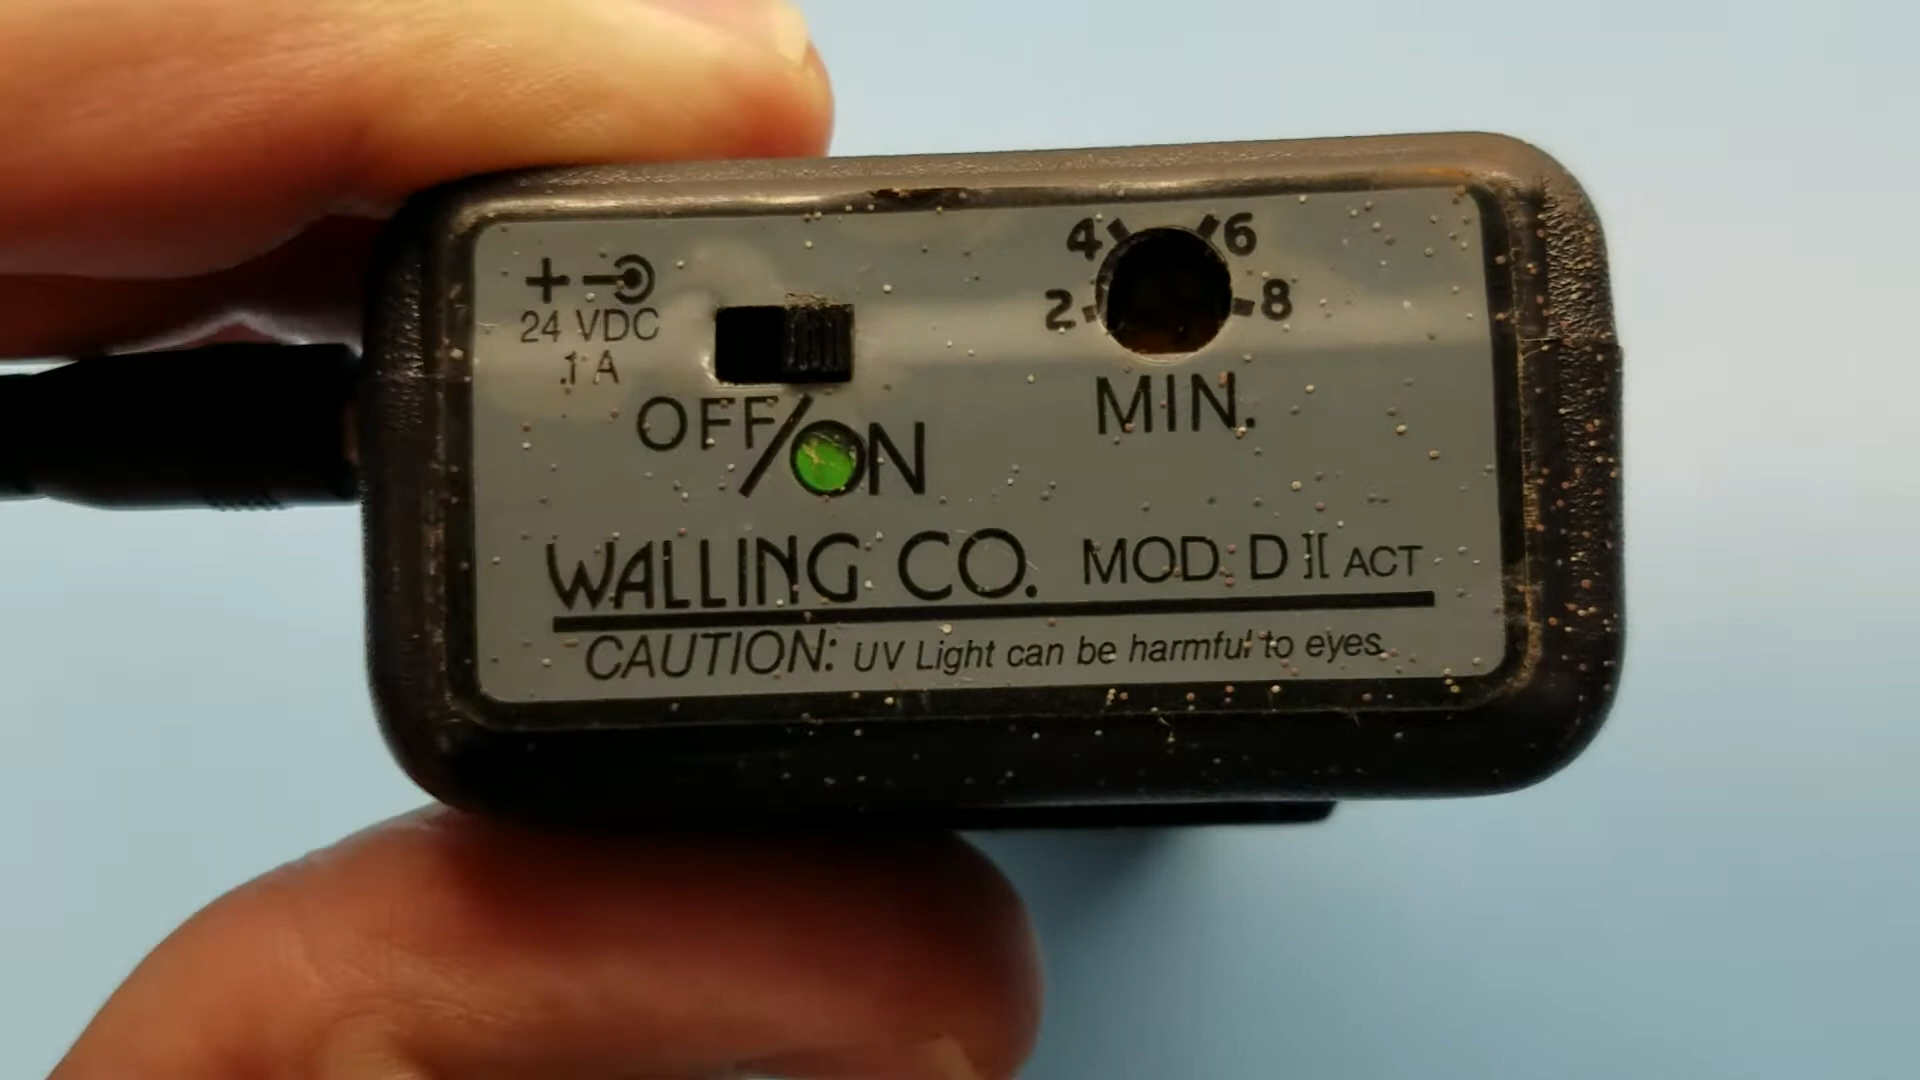 +
24 VDC
.1 A
OFF/ON
4 6
2 8
MIN.
WALLING CO. MOD: D II ACT
CAUTION: UV Light can be harmful to eyes.